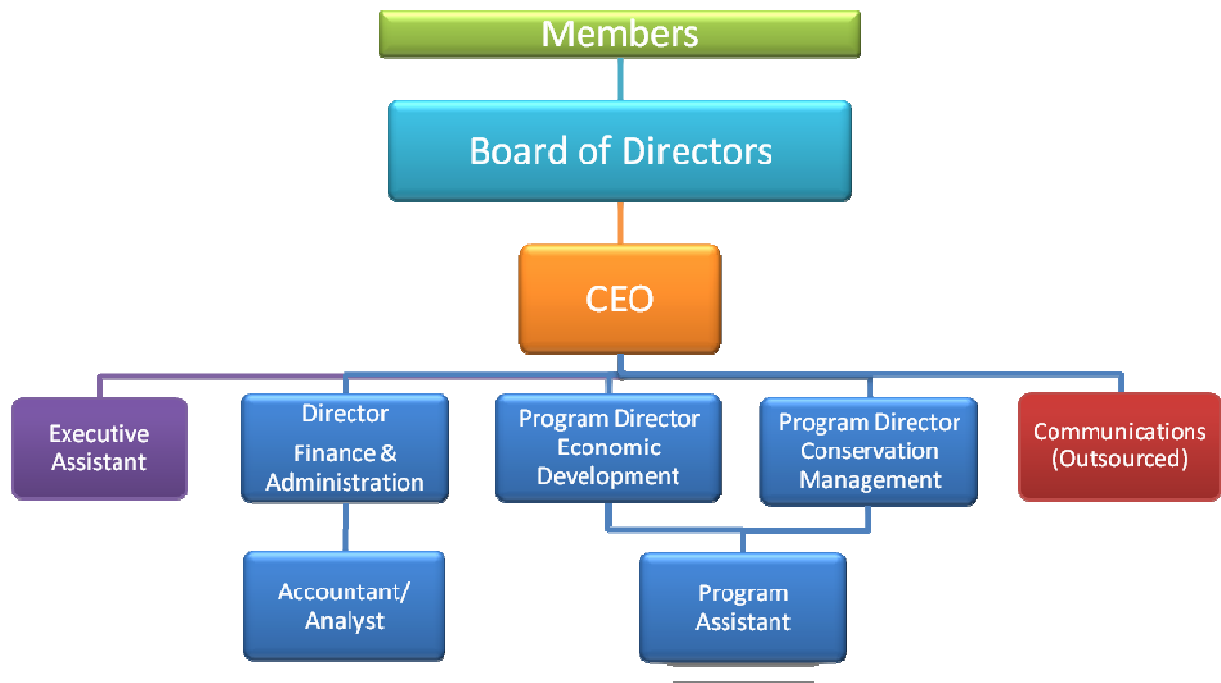 Members
Board of Directors
CEO
Executive
Assistant
Director
Finance &
Administration
Program Director
Economic
Development
Program Director
Conservation
Management
Communications
(Outsourced)
Accountant/
Analyst
Program
Assistant